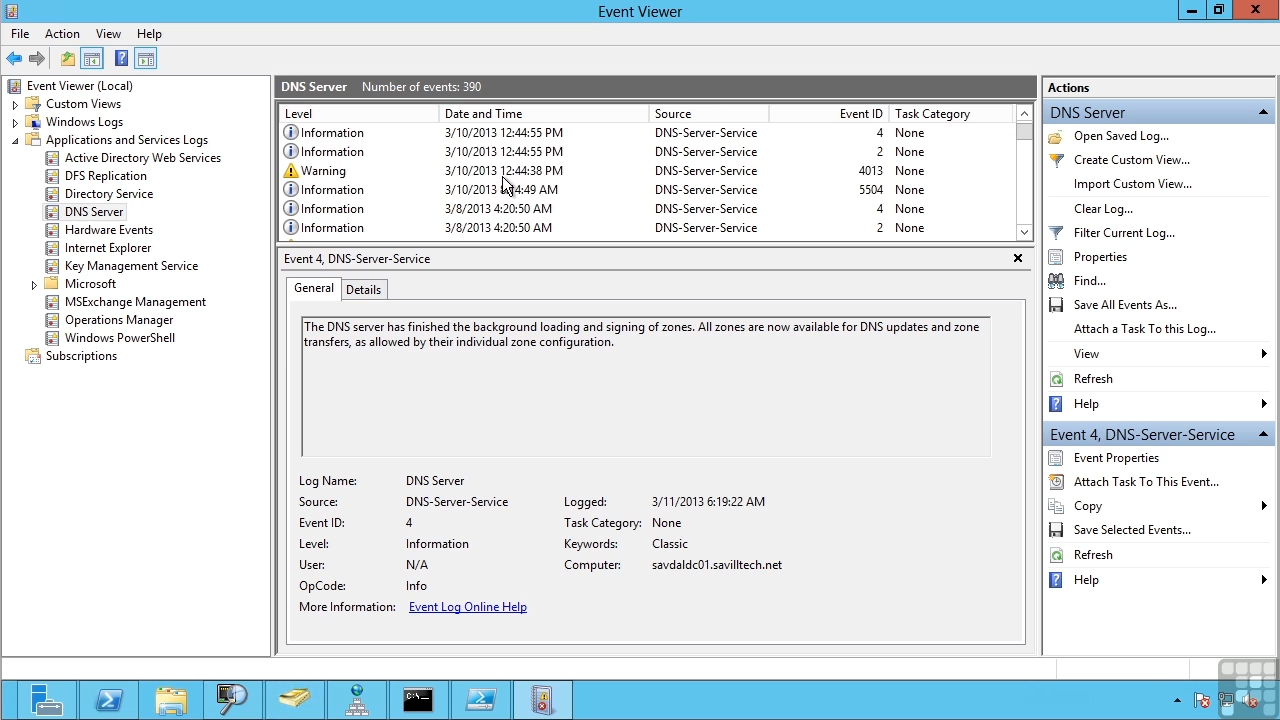 Event Viewer
File Action View Help
Event Viewer (Local)
Custom Views
Windows Logs
Applications and Services Logs
Active Directory Web Services
DFS Replication
Directory Service
DNS Server
Hardware Events
Internet Explorer
Key Management Service
Microsoft
MSExchange Management
Operations Manager
Windows PowerShell
Subscriptions
DNS Server Number of events: 390
Level Date and Time Source Event ID Task Category
Information 3/10/2013 12:44:55 PM DNS-Server-Service 4 None
Information 3/10/2013 12:44:55 PM DNS-Server-Service 2 None
Warning 3/10/2013 12:44:38 PM DNS-Server-Service 4013 None
Information 3/10/2013 AM DNS-Server-Service 5504 None
Information 3/8/2013 4:20:50 AM DNS-Server-Service 4 None
Information 3/8/2013 4:20:50 AM DNS-Server-Service 2 None
Event 4, DNS-Server-Service
General Details
The DNS server has finished the background loading and signing of zones. All zones are now available for DNS updates and zone
transfers, as allowed by their individual zone configuration.
Log Name: DNS Server
Source: DNS-Server-Service Logged: 3/11/2013 6:19:22 AM
Event ID: 4 Task Category: None
Level: Information Keywords: Classic
User: N/A Computer: savdaldc01.savilltech.net
OpCode: Info
More Information: Event Log Online Help
Actions
DNS Server
Open Saved Log...
Create Custom View...
Import Custom View...
Clear Log...
Filter Current Log...
Properties
Find...
Save All Events As...
Attach a Task To this Log...
View
Refresh
Help
Event 4, DNS-Server-Service
Event Properties
Attach Task To This Event...
Copy
Save Selected Events...
Refresh
Help